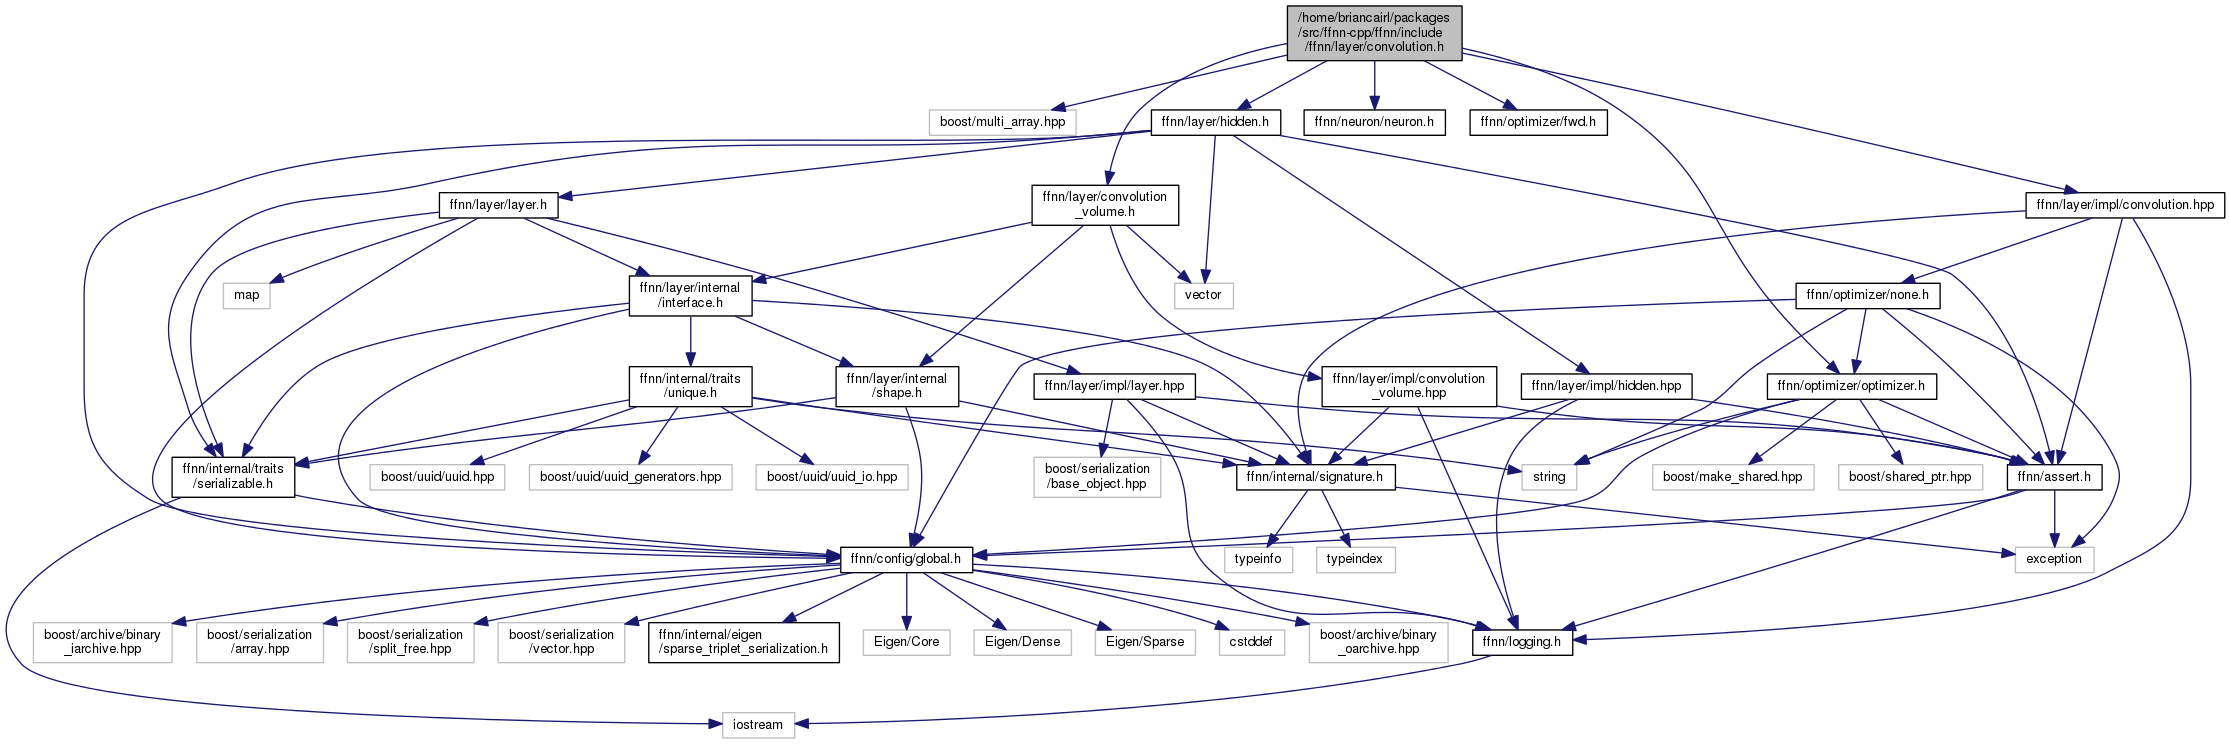 /home/briancairl/packages
/src/ffnn-cpp/ffnn/include
/ffnn/layer/convolution.h
boost/multi_array.hpp
ffnn/layer/hidden.h
ffnn/neuron/neuron.h
ffnn/optimizer/fwd.h
ffnn/layer/layer.h
ffnn/layer/convolution
_volume.h
ffnn/layer/impl/convolution.hpp
map
ffnn/layer/internal
/interface.h
vector
ffnn/optimizer/none.h
ffnn/internal/traits
/unique.h
ffnn/layer/internal
/shape.h
ffnn/layer/impl/layer.hpp
ffnn/layer/impl/convolution
_volume.hpp
ffnn/layer/impl/hidden.hpp
ffnn/optimizer/optimizer.h
ffnn/internal/traits
/serializable.h
boost/uuid/uuid.hpp
boost/uuid/uuid_generators.hpp
boost/uuid/uuid_io.hpp
boost/serialization
/base_object.hpp
ffnn/internal/signature.h
string
boost/make_shared.hpp
boost/shared_ptr.hpp
ffnn/assert.h
ffnn/config/global.h
typeinfo
typeindex
exception
boost/archive/binary
_iarchive.hpp
boost/serialization
/array.hpp
boost/serialization
/split_free.hpp
boost/serialization
/vector.hpp
ffnn/internal/eigen
/sparse_triplet_serialization.h
Eigen/Core
Eigen/Dense
Eigen/Sparse
cstddef
boost/archive/binary
_oarchive.hpp
ffnn/logging.h
iostream